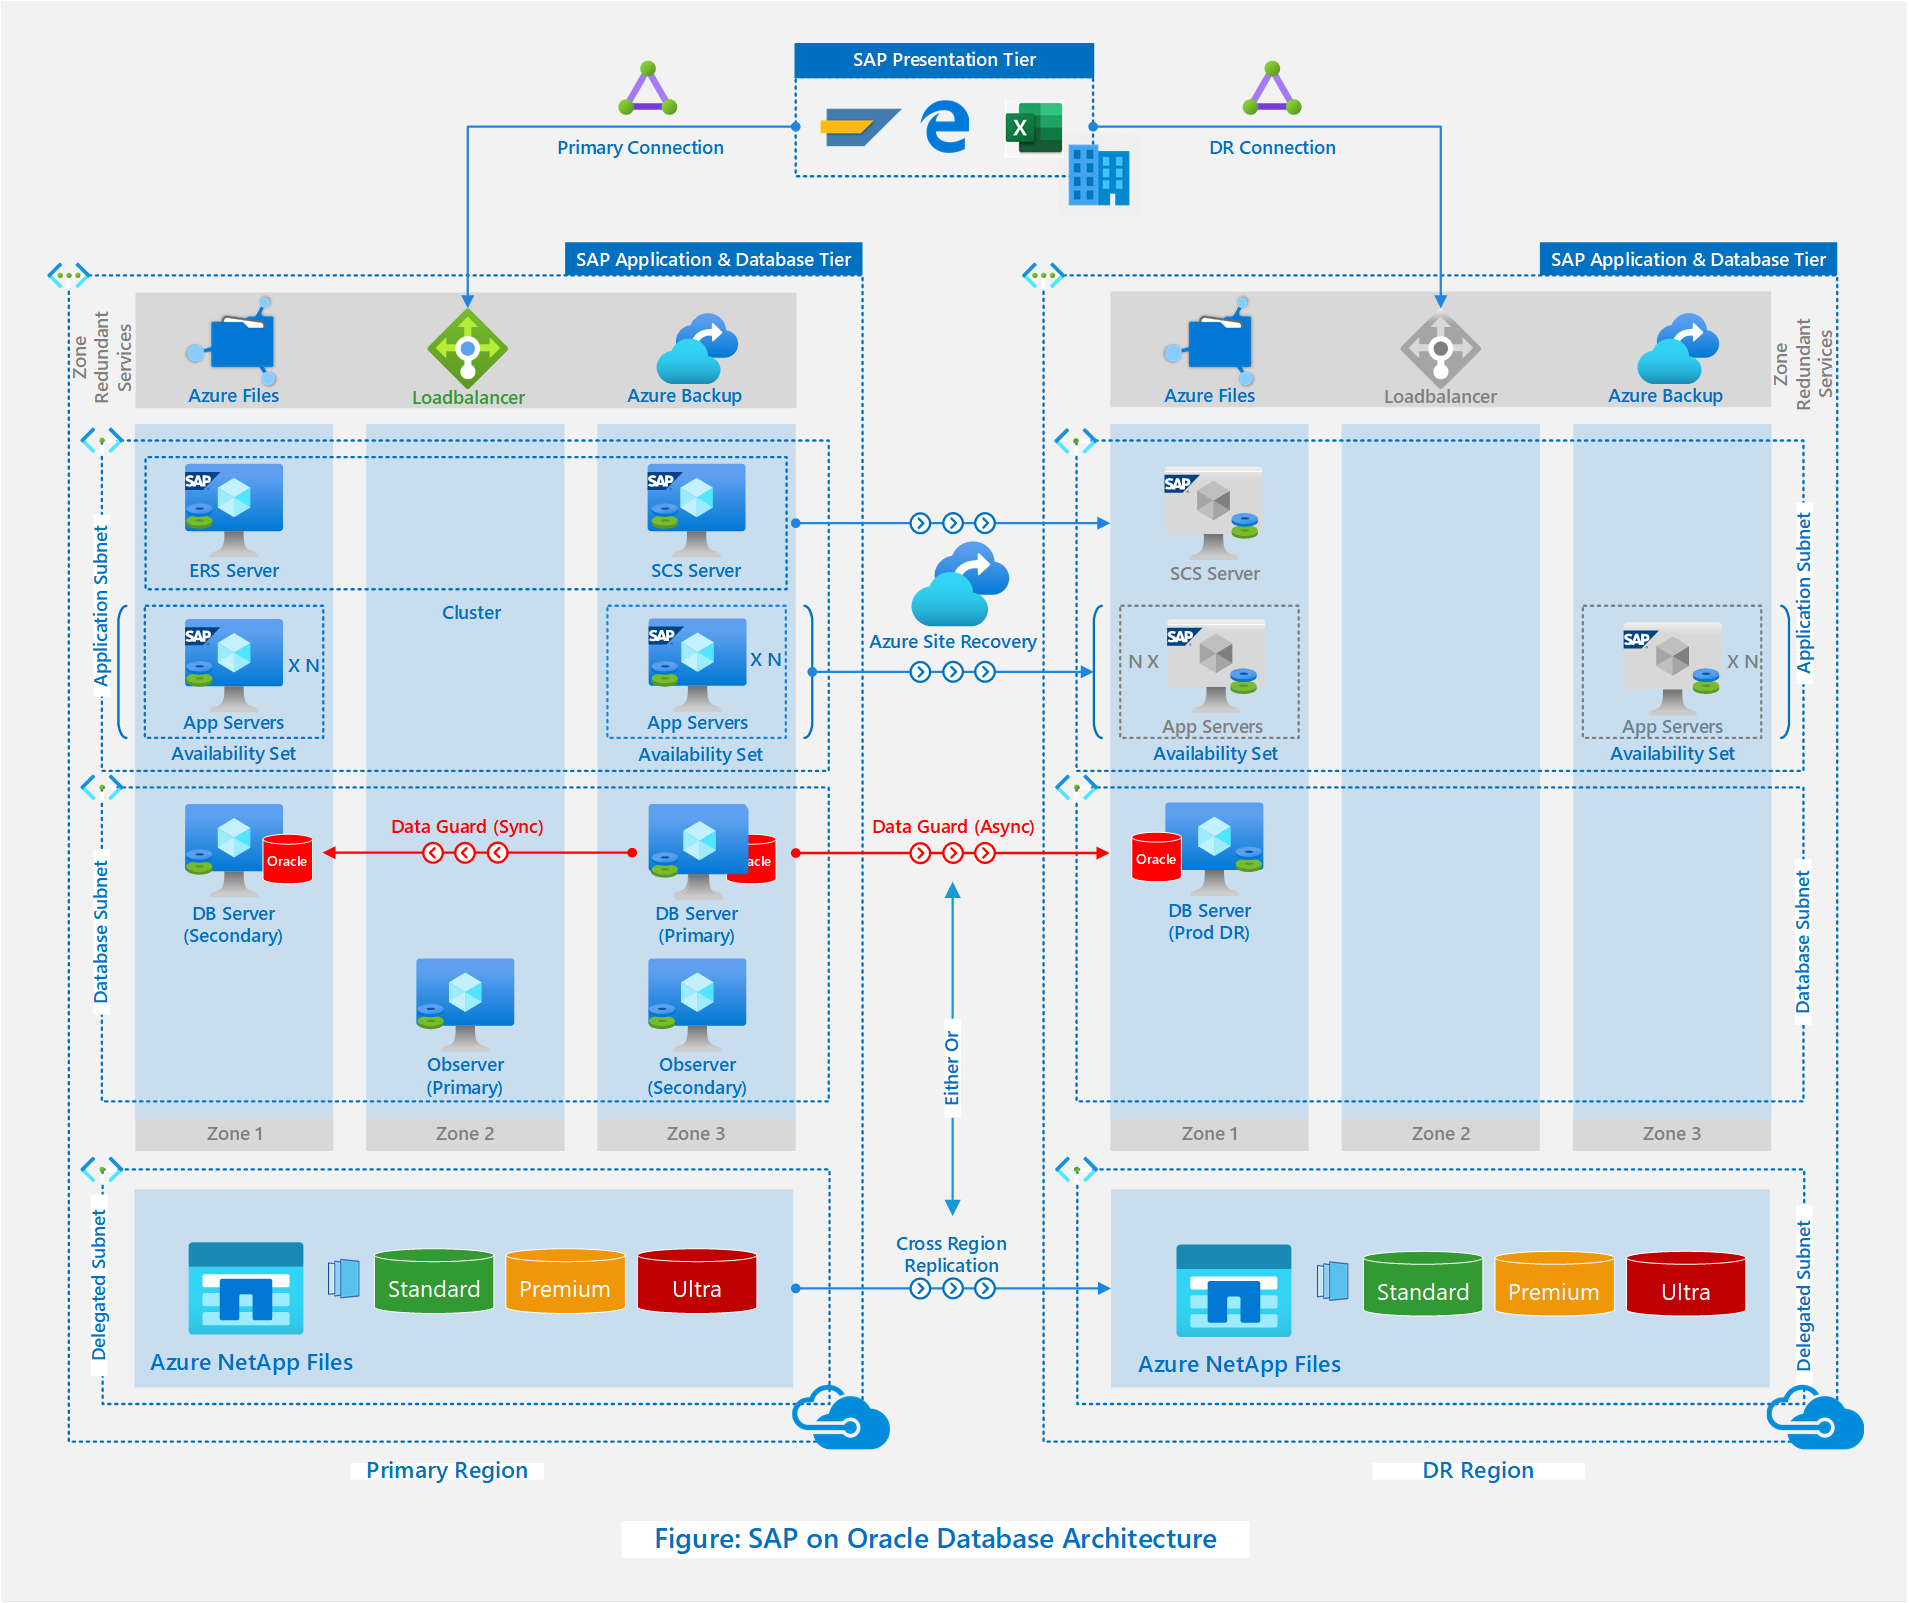 SAP Presentation Tier
Primary Connection
DR Connection
SAP Application & Database Tier
SAP Application & Database Tier
Zone
Redundant
Services
Azure Files
Loadbalancer
Azure Backup
Azure Files
Loadbalancer
Azure Backup
Zone
Redundant
Services
Application Subnet
SAP
ERS Server
SAP
SCS Server
Cluster
SAP
X N
App Servers
Availability Set
SAP
X N
App Servers
Availability Set
Azure Site Recovery
SAP
SCS Server
N X
SAP
App Servers
Availability Set
SAP
X N
App Servers
Availability Set
Application Subnet
Database Subnet
Oracle
DB Server
(Secondary)
Data Guard (Sync)
acle
DB Server
(Primary)
Data Guard (Async)
Oracle
DB Server
(Prod DR)
Observer
(Primary)
Observer
(Secondary)
Either Or
Database Subnet
Zone 1
Zone 2
Zone 3
Zone 1
Zone 2
Zone 3
Delegated Subnet
Standard
Premium
Ultra
Azure NetApp Files
Cross Region
Replication
Standard
Premium
Ultra
Azure NetApp Files
Delegated Subnet
Primary Region
DR Region
Figure: SAP on Oracle Database Architecture